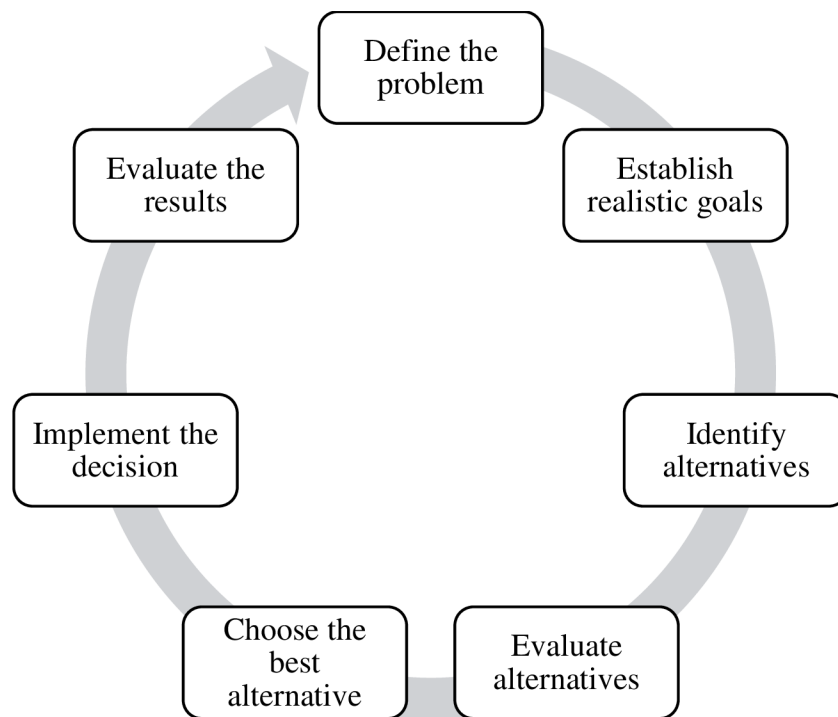 Define the
problem
Establish
realistic goals
Identify
alternatives
Evaluate
alternatives
Choose the
best
alternative
Implement the
decision
Evaluate the
results